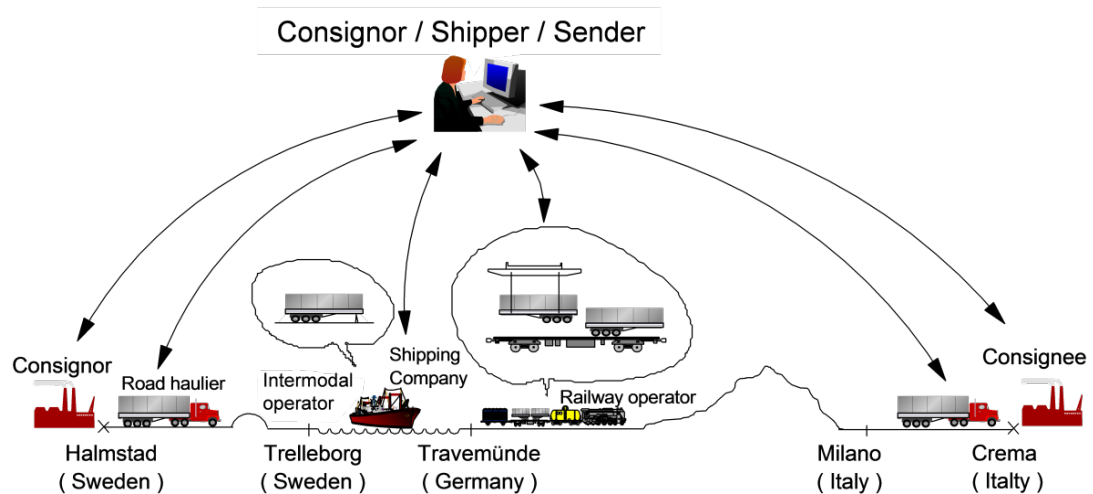 Consignor / Shipper / Sender
Consignor
Road haulier
Intermodal
operator
Shipping
Company
Railway operator
Consignee
Halmstad
( Sweden )
Trelleborg
( Sweden )
Travemünde
( Germany )
Milano
( Italy )
Crema
( Italty )